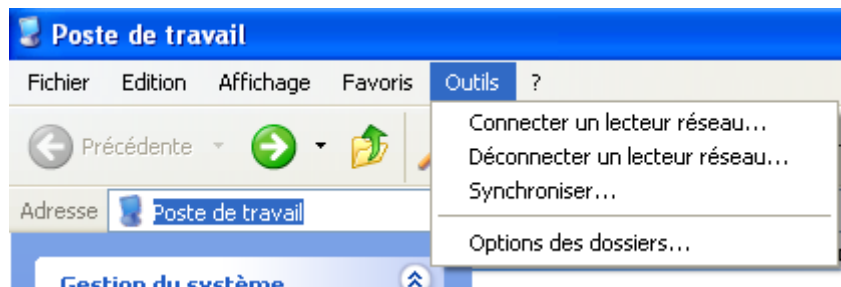 Poste de travail
Fichier Edition Affichage Favoris Outils ?
Connecter un lecteur réseau...
Précédente
Déconnecter un lecteur réseau...
Synchroniser...
Adresse Poste de travail
Options des dossiers...
Gestion du système